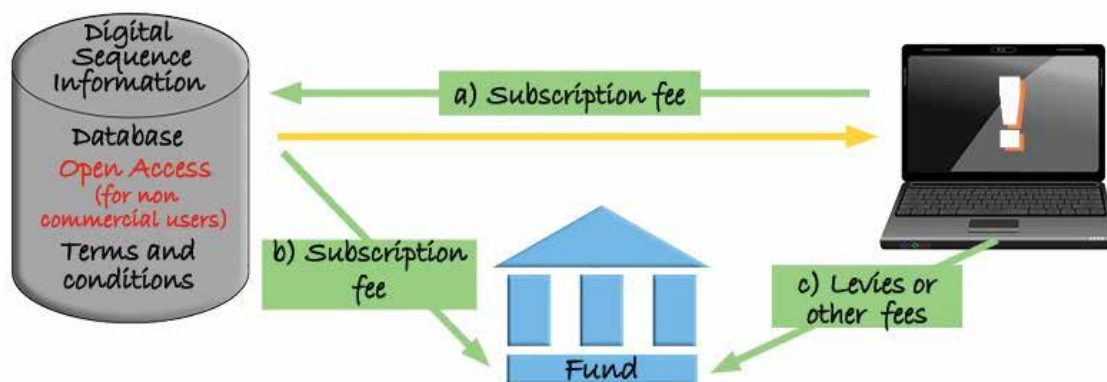 Digital
Sequence
Information
Database
Open Access
(for non
commercial users)
Terms and
conditions
a) Subscription fee
b) Subscription
fee
c) Levies or
other fees
Fund
!